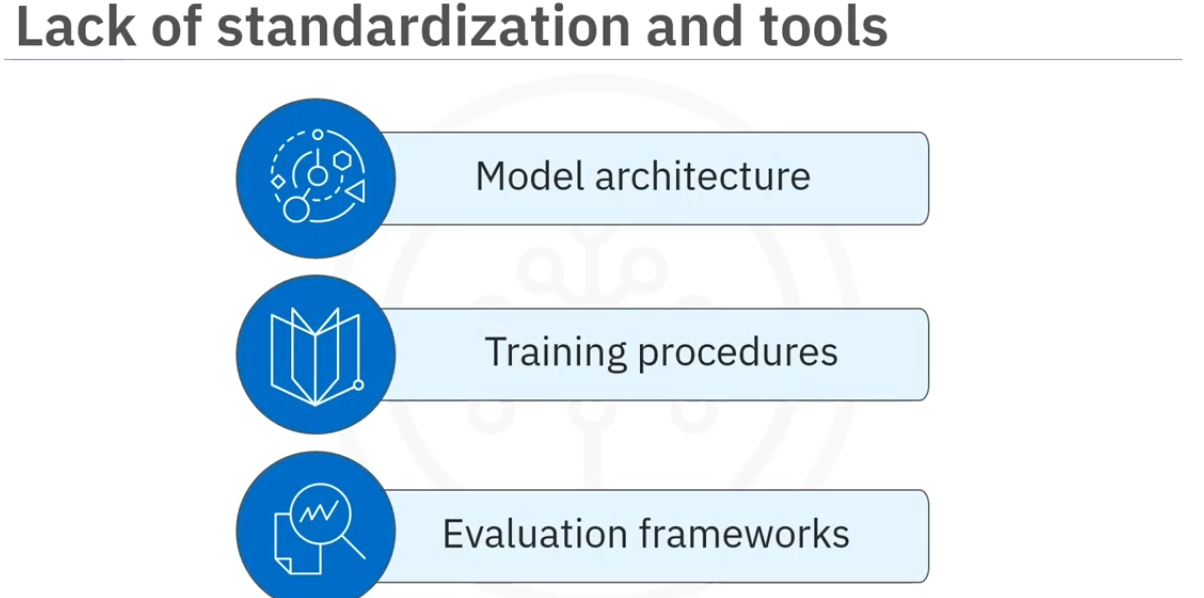 Lack of standardization and tools
Model architecture
Training procedures
Evaluation frameworks